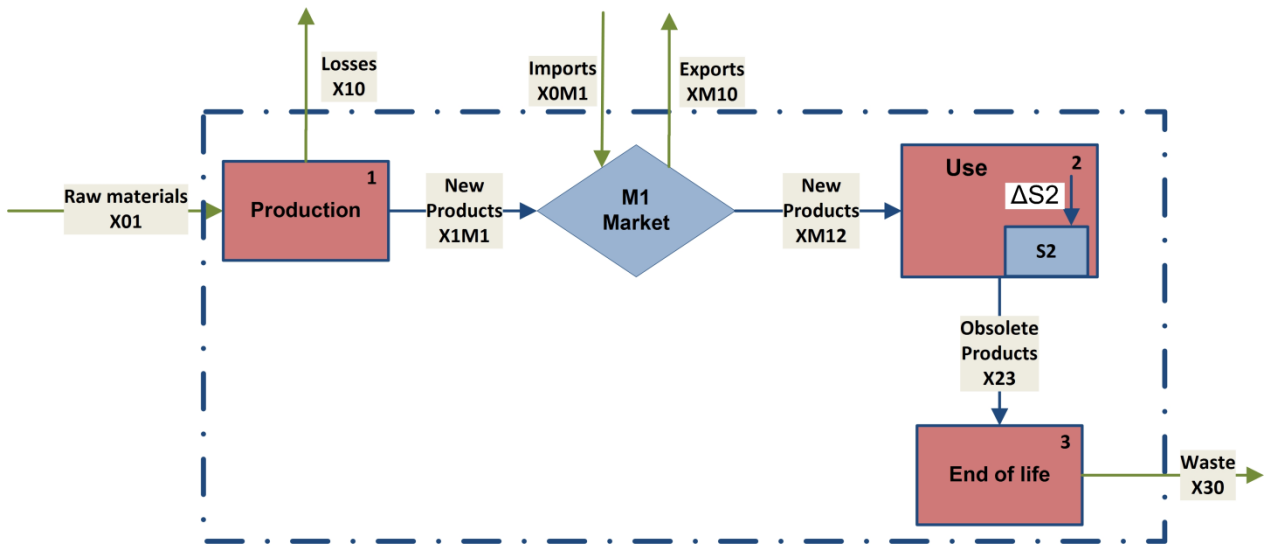 Losses
X10
Imports
X0M1
Exports
XM10
Raw materials
X01
1
Production
New
Products
X1M1
M1
Market
New
Products
XM12
Use
2
ΔS2
S2
Obsolete
Products
X23
3
End of life
Waste
X30